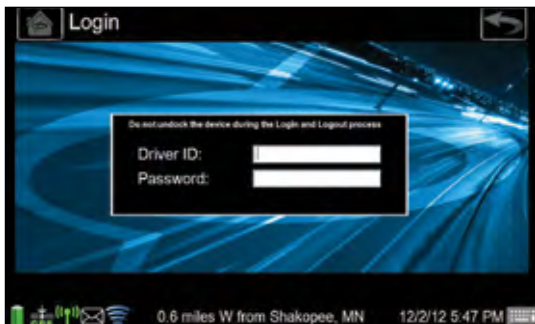 Login
Do not undock the device during the Login and Logout process
Driver ID:
Password:
0.6 miles W from Shakopee, MN 12/2/12 5:47 PM